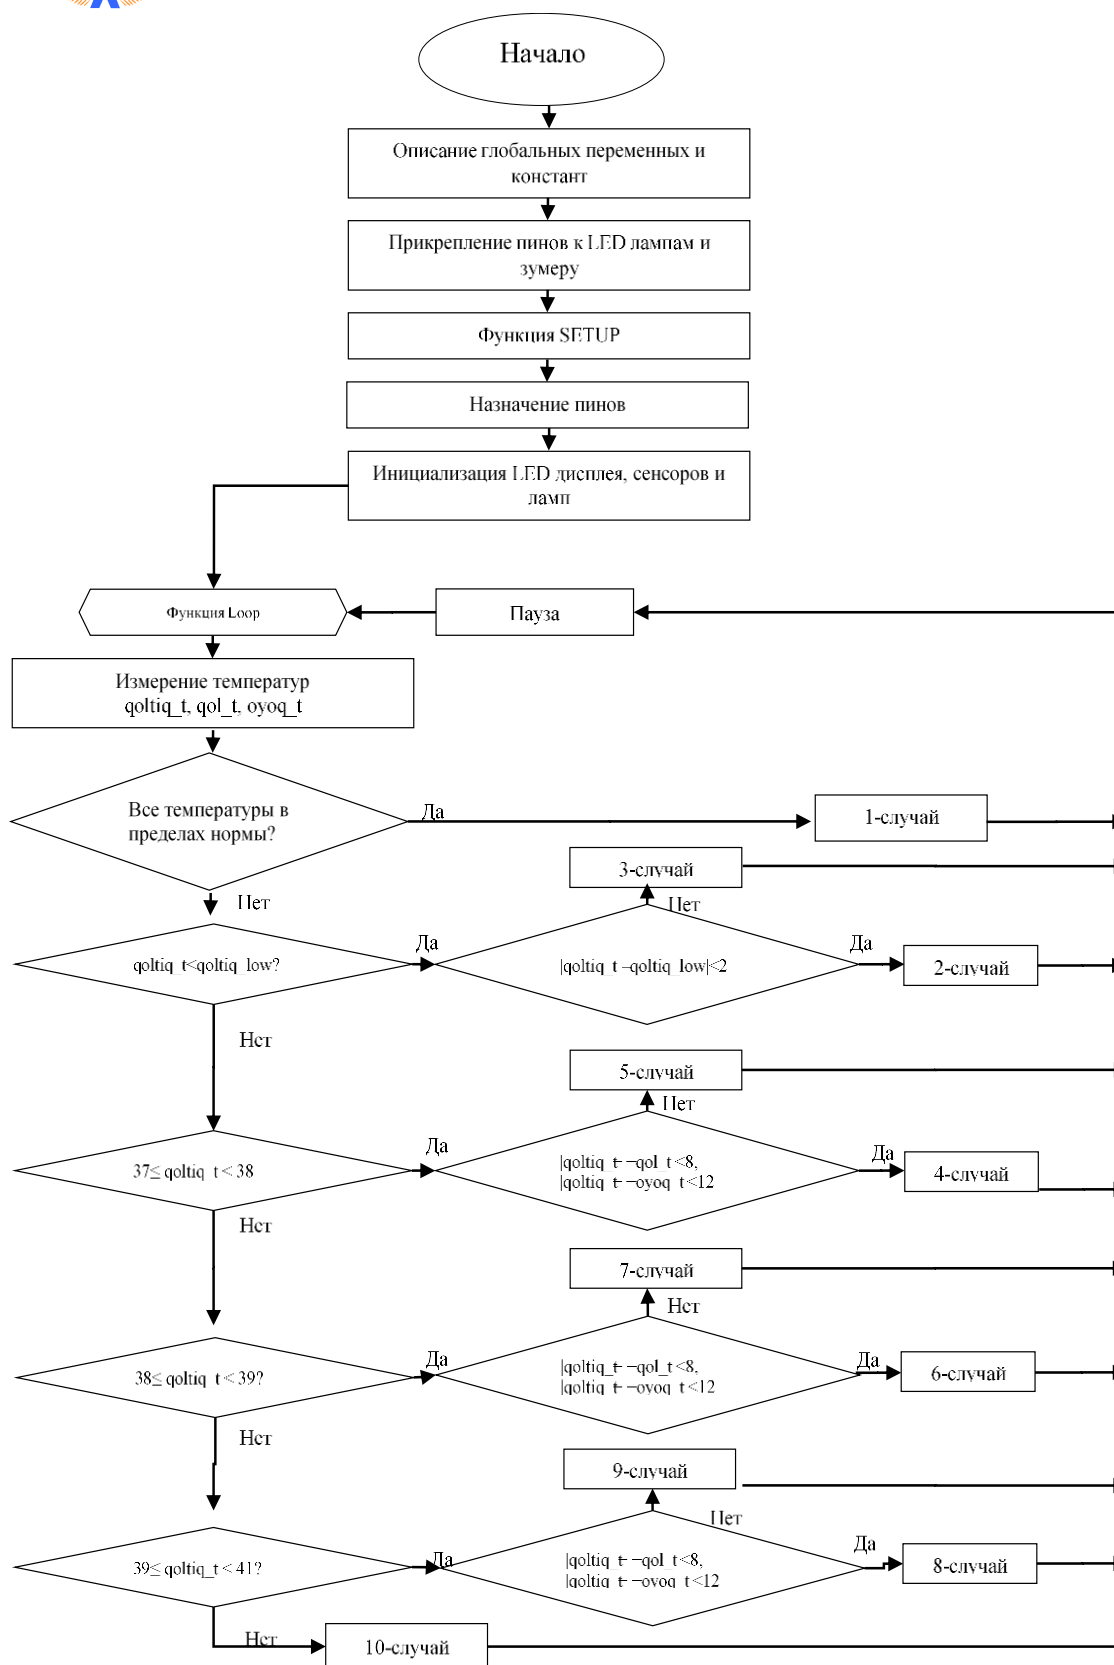 Начало
Описание глобальных переменных и
констант
Прикрепление пинов к LED лампам и
зумеру
Функция SETUP
Назначение пинов
Инициализация LED дисплея, сенсоров и
ламп
Функция Loop
Пауза
Измерение температур
qoltiq_t, qol_t, oyoq_t
Все температуры в
пределах нормы?
Да
1-случай
3-случай
Нет
Нет
qoltiq_t<qoltiq_low?
Да
|qoltiq_t –qoltiq_low|<2
Да
2-случай
Нет
5-случай
Нет
37≤ qoltiq_t < 38
Да
|qoltiq_t –qol_t <8,
|qoltiq_t –oyoq_t <12
Да
4-случай
Нет
7-случай
Нет
38≤ qoltiq_t < 39?
Да
|qoltiq_t –qol_t<8,
|qoltiq_t –oyoq_t <12
Да
6-случай
Нет
9-случай
Нет
39≤ qoltiq_t < 41?
Да
|qoltiq_t –qol_t<8,
|qoltiq_t –oyoq_t <12
Да
8-случай
Нет
10-случай